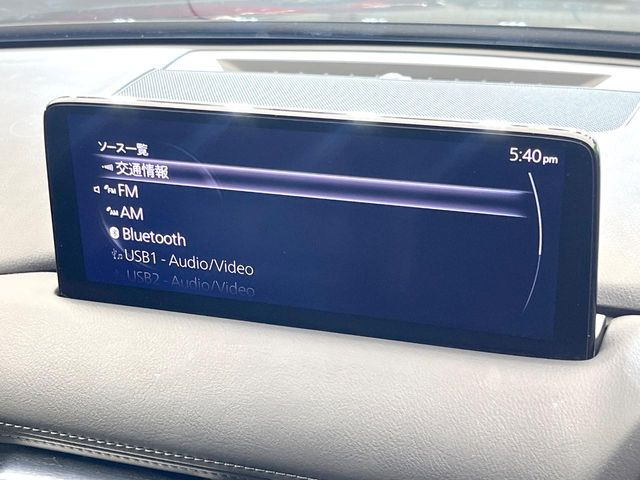 ソース一覧
5:40pm
交通情報
FM
AM
Bluetooth
USB1 - Audio/Video
USB2 - Audio/Video